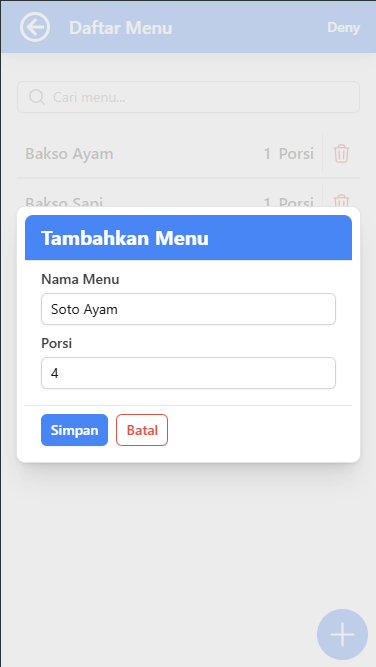 Daftar Menu Deny
Cari menu...
Bakso Ayam 1 Porsi
Bakso Sapi 1 Porsi
Tambahkan Menu
Nama Menu
Soto Ayam
Porsi
4
Simpan Batal